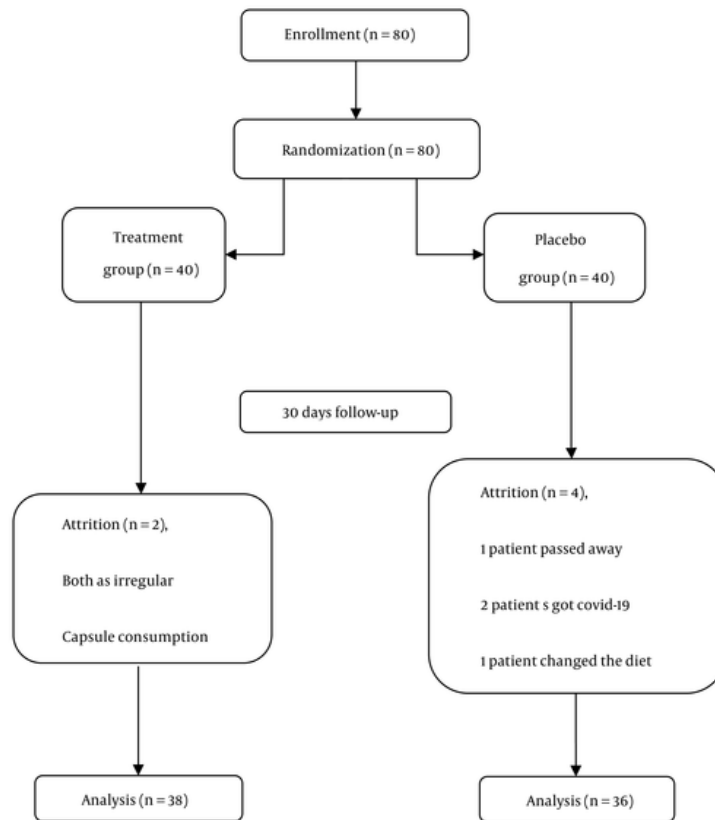 Enrollment (n = 80)
Randomization (n = 80)
Treatment
group (n = 40)
Placebo
group (n = 40)
30 days follow-up
Attrition (n = 2),
Both as irregular
Capsule consumption
Attrition (n = 4),
1 patient passed away
2 patient s got covid-19
1 patient changed the diet
Analysis (n = 38)
Analysis (n = 36)